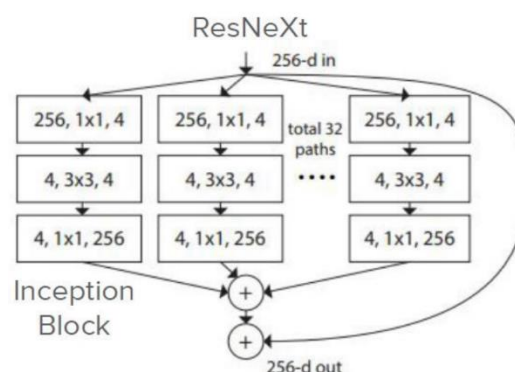 ResNeXt
256-d in
256, 1x1, 4
256, 1x1, 4
total 32
paths
256, 1x1, 4
4, 3x3, 4
4, 3x3, 4
....
4, 3x3, 4
4, 1x1, 256
4, 1x1, 256
4, 1x1, 256
Inception
Block
+
+
256-d out